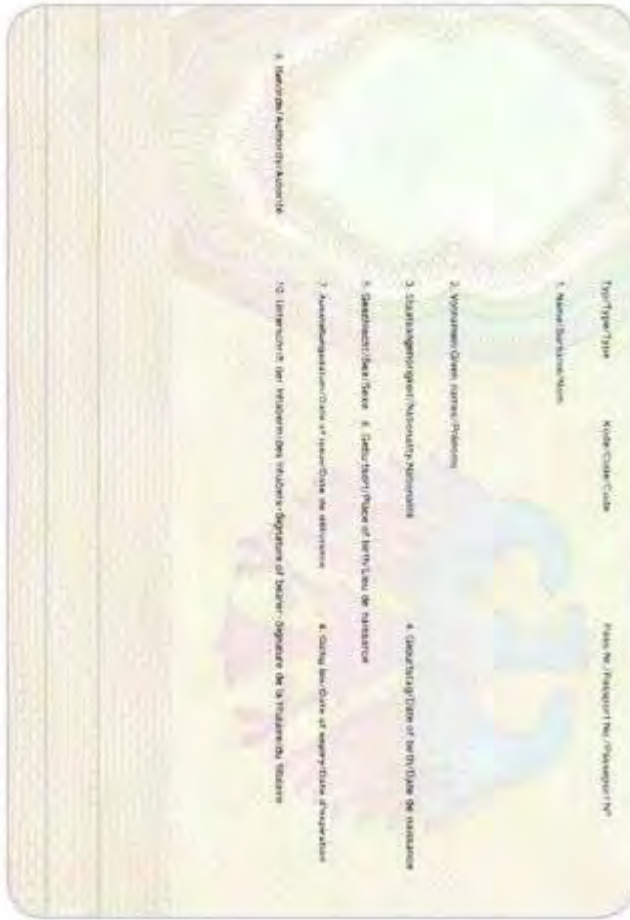 Typ/Type/Type Kode/Code/Code Pass Nr./Passport No./Passeport N°
1. Name/Surname/Nom
2. Vornamen/Given names/Prénoms
3. Staatsangehörigkeit/Nationality/Nationalité 4. Geburtstag/Date of birth/Date de naissance
5. Geschlecht/Sex/Sexe 6. Geburtsort/Place of birth/Lieu de naissance
7. Ausstellungsdatum/Date of issue/Date de délivrance 8. Gültig bis/Date of expiry/Date d'expiration
9. Behörde/Authority/Autorité 10. Unterschrift der Inhaberin/des Inhabers-Signature of bearer-Signature de la titulaire/du titulaire